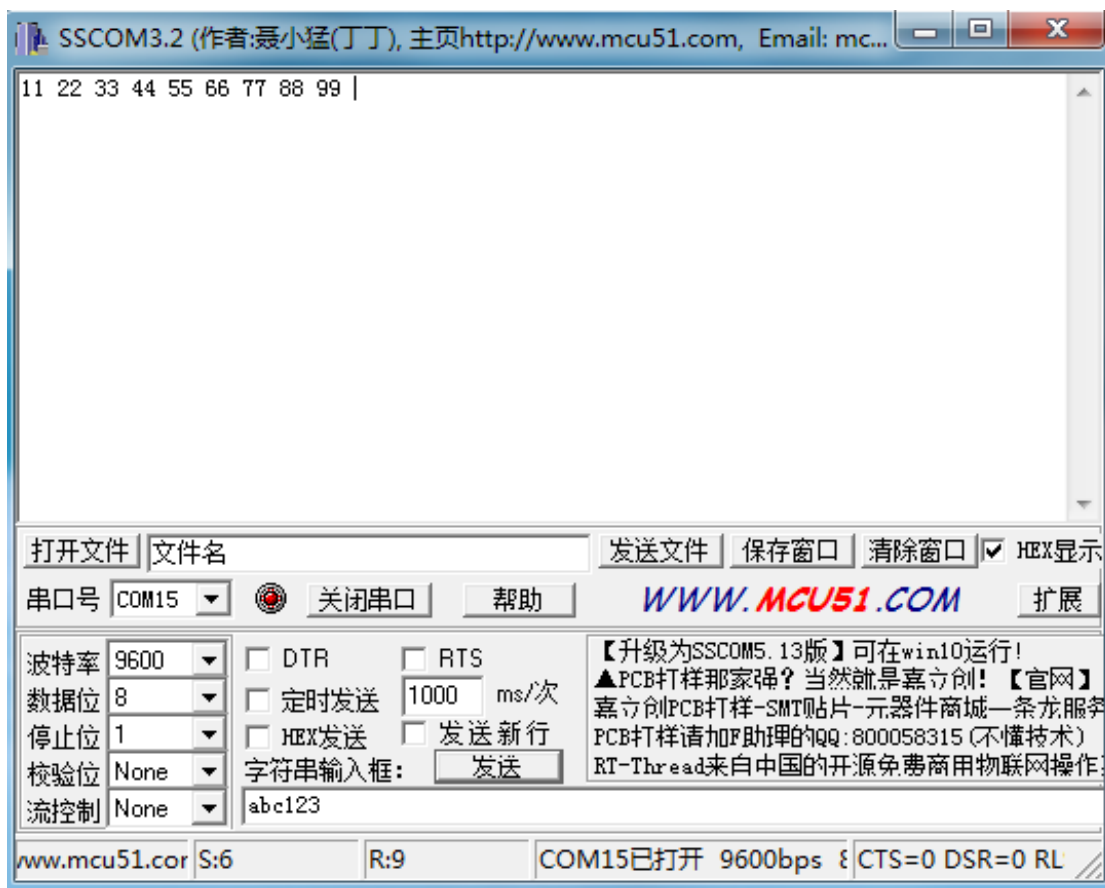 SSCOM3.2 (作者:聂小猛(丁丁), 主页http://www.mcu51.com, Email: mc...
11 22 33 44 55 66 77 88 99
打开文件 文件名 发送文件 保存窗口 清除窗口 HEX显示
串口号 COM15 关闭串口 帮助 WWW.MCU51.COM 扩展
波特率 9600 DTR RTS
数据位 8 定时发送 1000 ms/次
停止位 1 HEX发送 发送新行
校验位 None 字符串输入框: 发送
流控制 None abc123
【升级为SSCOM5.13版】可在win10运行!
▲PCB打样那家强? 当然就是嘉立创! 【官网】
嘉立创PCB打样-SMT贴片-元器件商城—条龙服务
PCB打样请加F助理的QQ:800058315(不懂技术)
RT-Thread来自中国的开源免费商用物联网操作
www.mcu51.cor S:6 R:9 COM15已打开 9600bps 8 CTS=0 DSR=0 RL